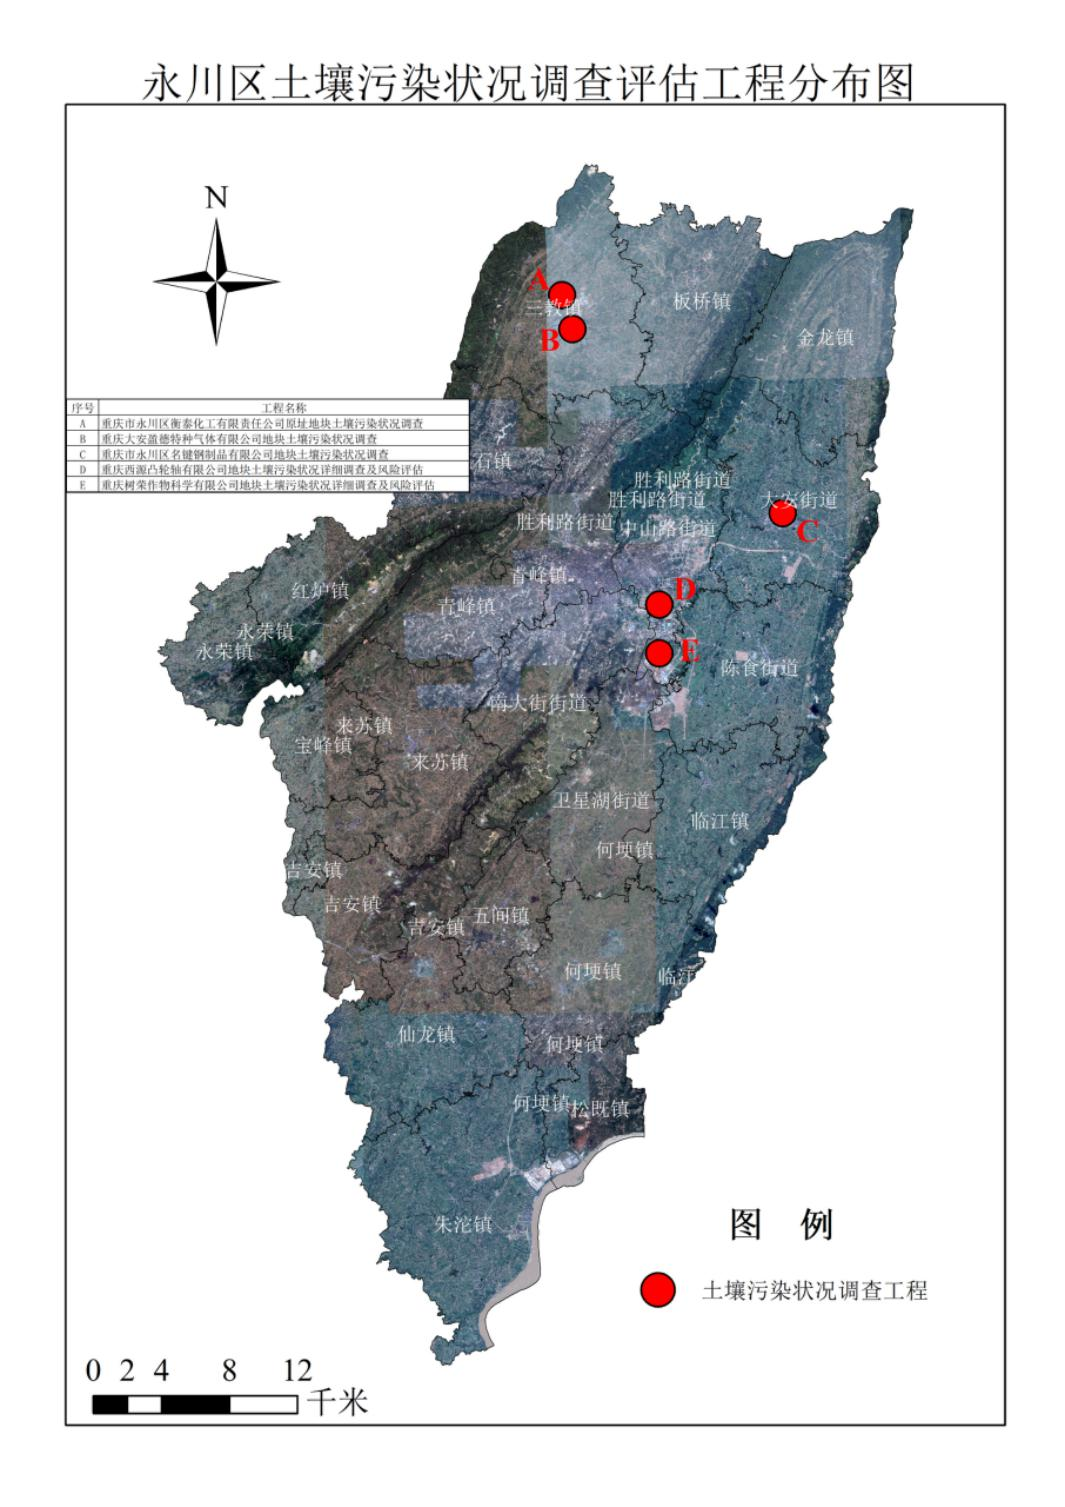 永川区土壤污染状况调查评估工程分布图
N
A
三教镇
B
板桥镇
金龙镇
序号 工程名称
A 重庆市永川区衡泰化工有限责任公司原址地块土壤污染状况调查
B 重庆大安盈德特种气体有限公司地块土壤污染状况调查
C 重庆市永川区名键钢制品有限公司地块土壤污染状况调查
D 重庆西源凸轮轴有限公司地块土壤污染状况详细调查及风险评估
E 重庆树荣作物科学有限公司地块土壤污染状况详细调查及风险评估
石镇
胜利路街道
胜利路街道
大安街道
胜利路街道
中山路街道
C
青峰镇
红炉镇
青峰镇
D
永荣镇
永荣镇
E
陈食街道
南大街街道
来苏镇
宝峰镇
来苏镇
卫星湖街道
临江镇
何埂镇
吉安镇
吉安镇
五间镇
吉安镇
何埂镇
临江
仙龙镇
何埂镇
何埂镇
松既镇
朱沱镇
图 例
土壤污染状况调查工程
0 2 4 8 12
千米